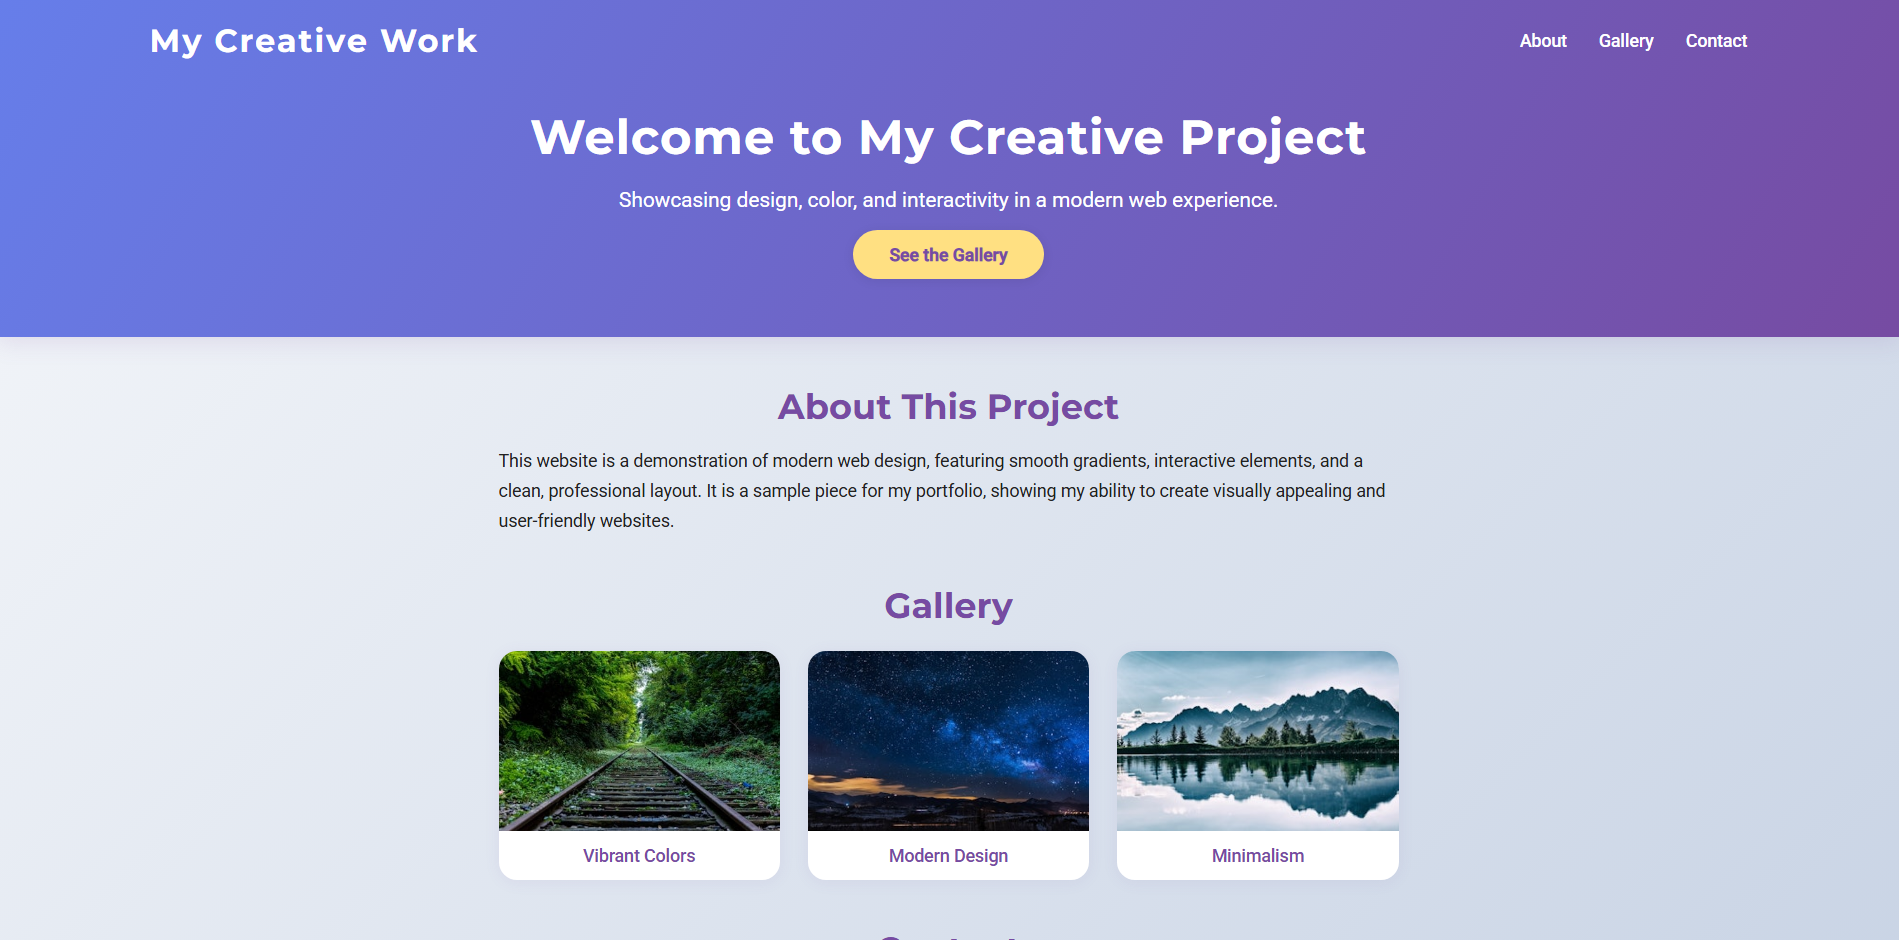 My Creative Work
About
Gallery
Contact
Welcome to My Creative Project
Showcasing design, color, and interactivity in a modern web experience.
See the Gallery
About This Project
This website is a demonstration of modern web design, featuring smooth gradients, interactive elements, and a
clean, professional layout. It is a sample piece for my portfolio, showing my ability to create visually appealing and
user-friendly websites.
Gallery
Vibrant Colors
Modern Design
Minimalism